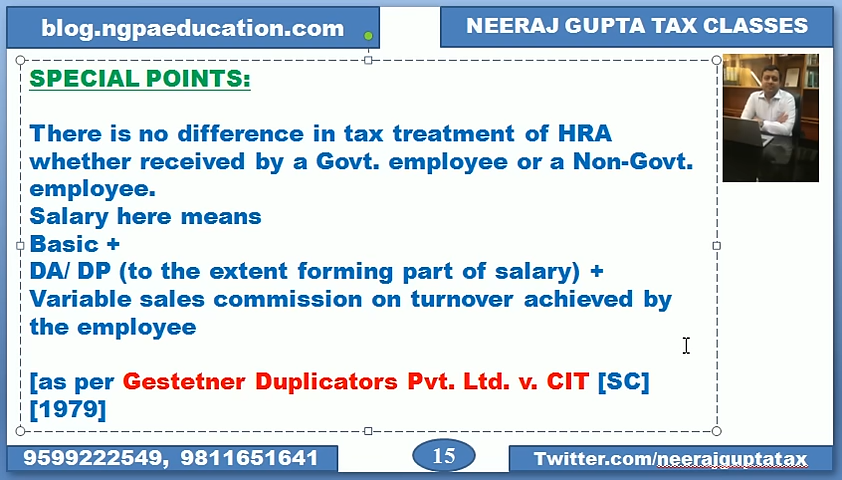 blog.ngpaeducation.com
NEERAJ GUPTA TAX CLASSES
SPECIAL POINTS:
There is no difference in tax treatment of HRA
whether received by a Govt. employee or a Non-Govt.
employee.
Salary here means
Basic +
DA/ DP (to the extent forming part of salary) +
Variable sales commission on turnover achieved by
the employee
[as per Gestetner Duplicators Pvt. Ltd. v. CIT [SC]
[1979]
9599222549, 9811651641
15
Twitter.com/neerajguptatax